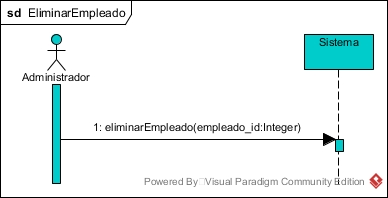 sd EliminarEmpleado
Sistema
Administrador
1: eliminarEmpleado(empleado_id:Integer)
Powered By Visual Paradigm Community Edition